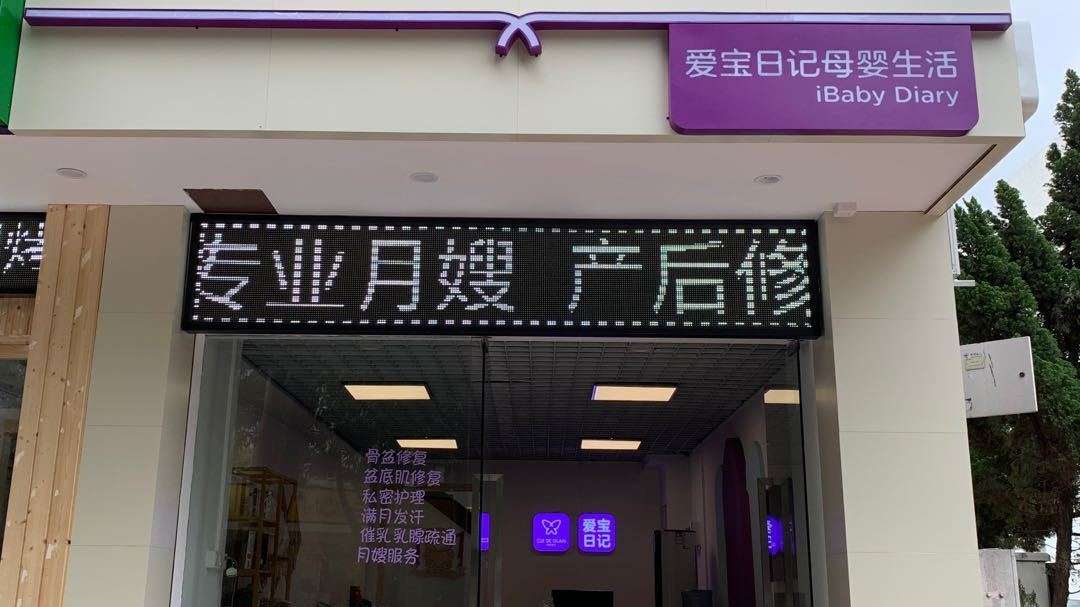 爱宝日记母婴生活
iBaby Diary
专业月嫂 产后修
骨盆修复
盆底肌修复
私密护理
满月发汗
催乳乳腺疏通
月嫂服务
爱宝
日记